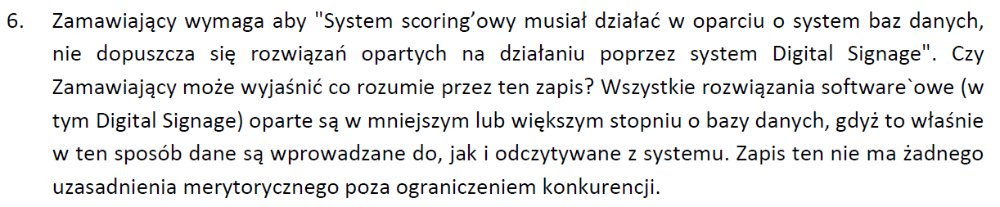 6. Zamawiający wymaga aby "System scoring’owy musiał działać w oparciu o system baz danych,
nie dopuszcza się rozwiązań opartych na działaniu poprzez system Digital Signage". Czy
Zamawiający może wyjaśnić co rozumie przez ten zapis? Wszystkie rozwiązania software`owe (w
tym Digital Signage) oparte są w mniejszym lub większym stopniu o bazy danych, gdyż to właśnie
w ten sposób dane są wprowadzane do, jak i odczytywane z systemu. Zapis ten nie ma żadnego
uzasadnienia merytorycznego poza ograniczeniem konkurencji.